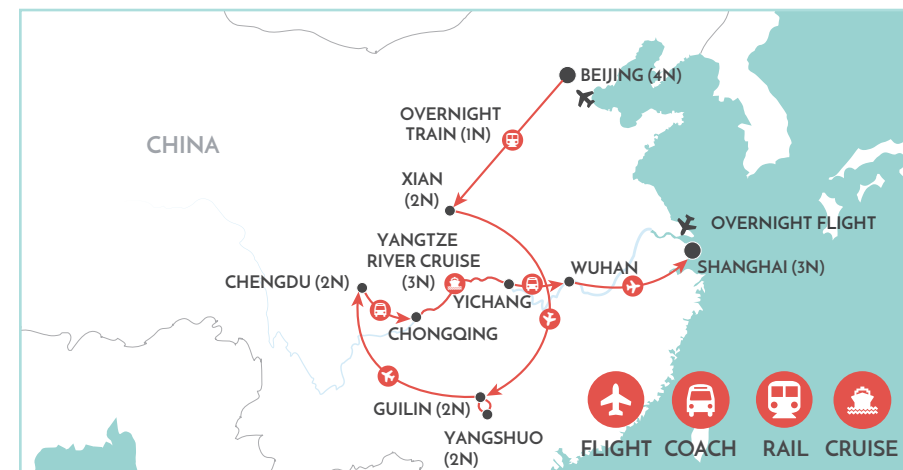 BEIJING (4N)
OVERNIGHT
TRAIN (1N)
CHINA
XIAN
(2N)
OVERNIGHT FLIGHT
YANGTZE
RIVER CRUISE
(3N)
WUHAN
SHANGHAI (3N)
CHENGDU (2N)
YICHANG
CHONGQING
GUILIN (2N)
YANGSHUO
(2N)
FLIGHT COACH RAIL CRUISE